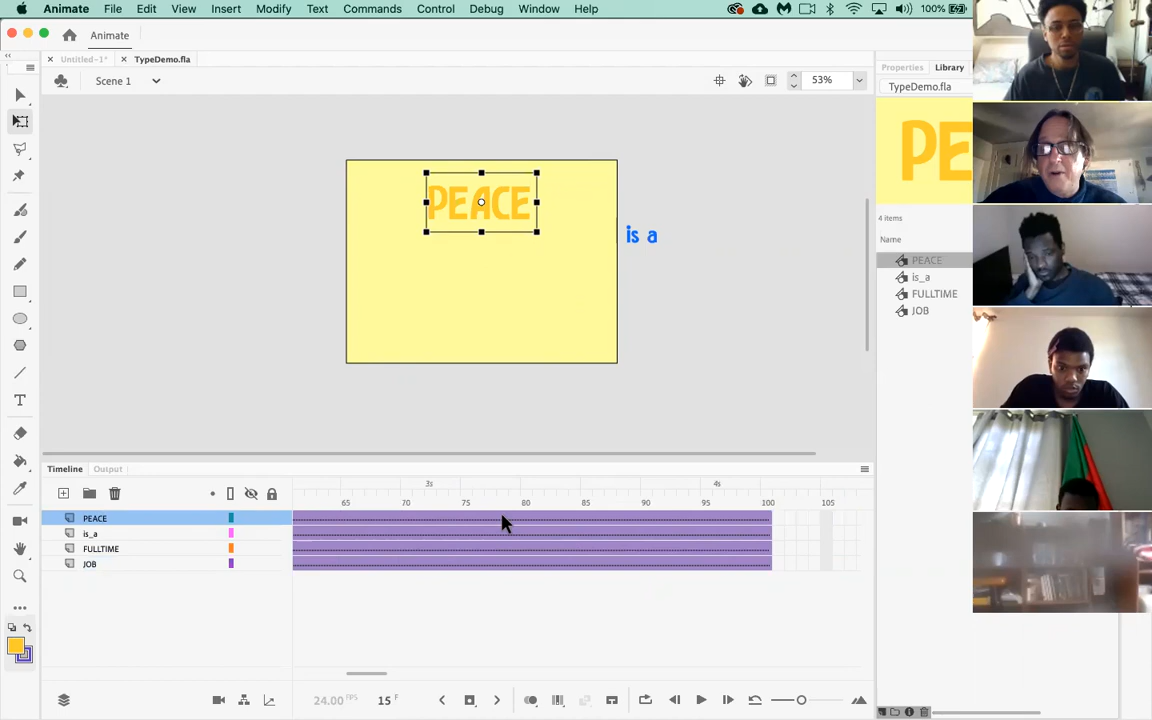 Animate File Edit View Insert Modify Text Commands Control Debug Window Help 100%
Animate
Untitled-1* TypeDemo.fla
Scene 1 53%
Properties Library
TypeDemo.fla
PEACE
is a
PE
4 items
Name
PEACE
is_a
FULLTIME
JOB
Timeline Output
3s 4s
65 70 75 80 85 90 95 100 105
PEACE
is_a
FULLTIME
JOB
24.00 FPS 15 F